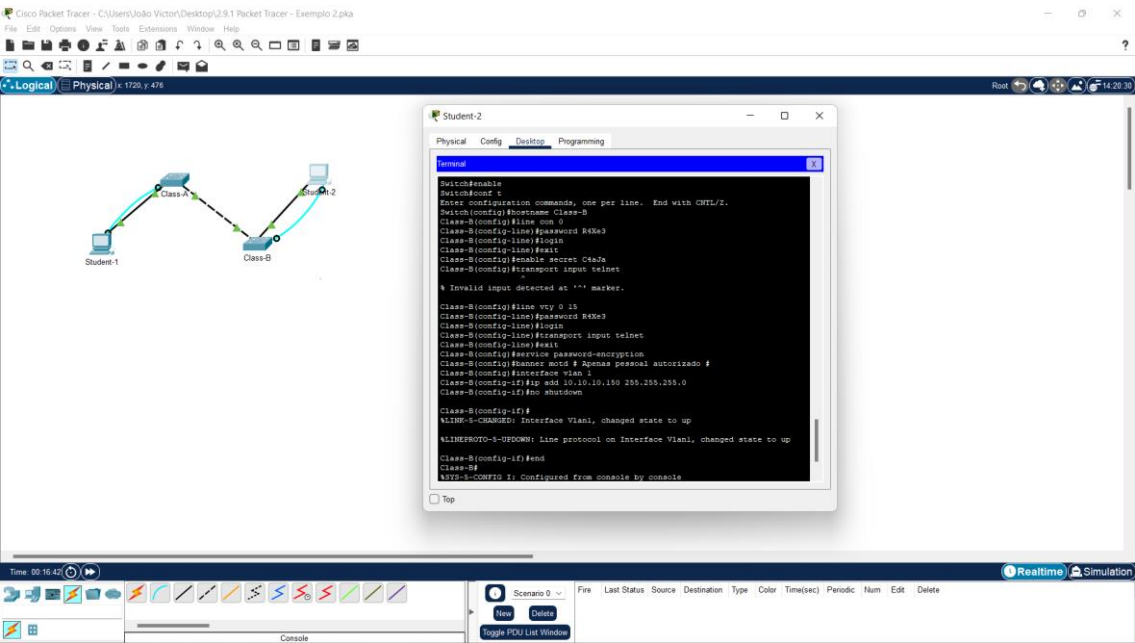 Cisco Packet Tracer - C:\Users\João Victor\Desktop\2.9.1 Packet Tracer - Exemplo 2.pka
File Edit Options View Tools Extensions Window Help
?
Logical Physical x: 1720, y: 476 Root 14:20:30
Student-2
Physical Config Desktop Programming
Terminal X
Switch#enable
Switch#conf t
Enter configuration commands, one per line. End with CNTL/Z.
Switch(config)#hostname Class-B
Class-B(config)#line con 0
Class-B(config-line)#password R4Xe3
Class-B(config-line)#login
Class-B(config-line)#exit
Class-B(config)#enable secret C4aJa
Class-B(config)#transport input telnet
^
% Invalid input detected at '^' marker.
Class-B(config)#line vty 0 15
Class-B(config-line)#password R4Xe3
Class-B(config-line)#login
Class-B(config-line)#transport input telnet
Class-B(config-line)#exit
Class-B(config)#service password-encryption
Class-B(config)#banner motd # Apenas pessoal autorizado #
Class-B(config)#interface vlan 1
Class-B(config-if)#ip add 10.10.10.150 255.255.255.0
Class-B(config-if)#no shutdown
Class-B(config-if)#
%LINK-5-CHANGED: Interface Vlan1, changed state to up
%LINEPROTO-5-UPDOWN: Line protocol on Interface Vlan1, changed state to up
Class-B(config-if)#end
Class-B#
%SYS-5-CONFIG_I: Configured from console by console
Top
Class-A
Student-2
Class-B
Student-1
Time: 00:16:42 Realtime Simulation
Scenario 0
New Delete
Toggle PDU List Window
Fire Last Status Source Destination Type Color Time(sec) Periodic Num Edit Delete
Console